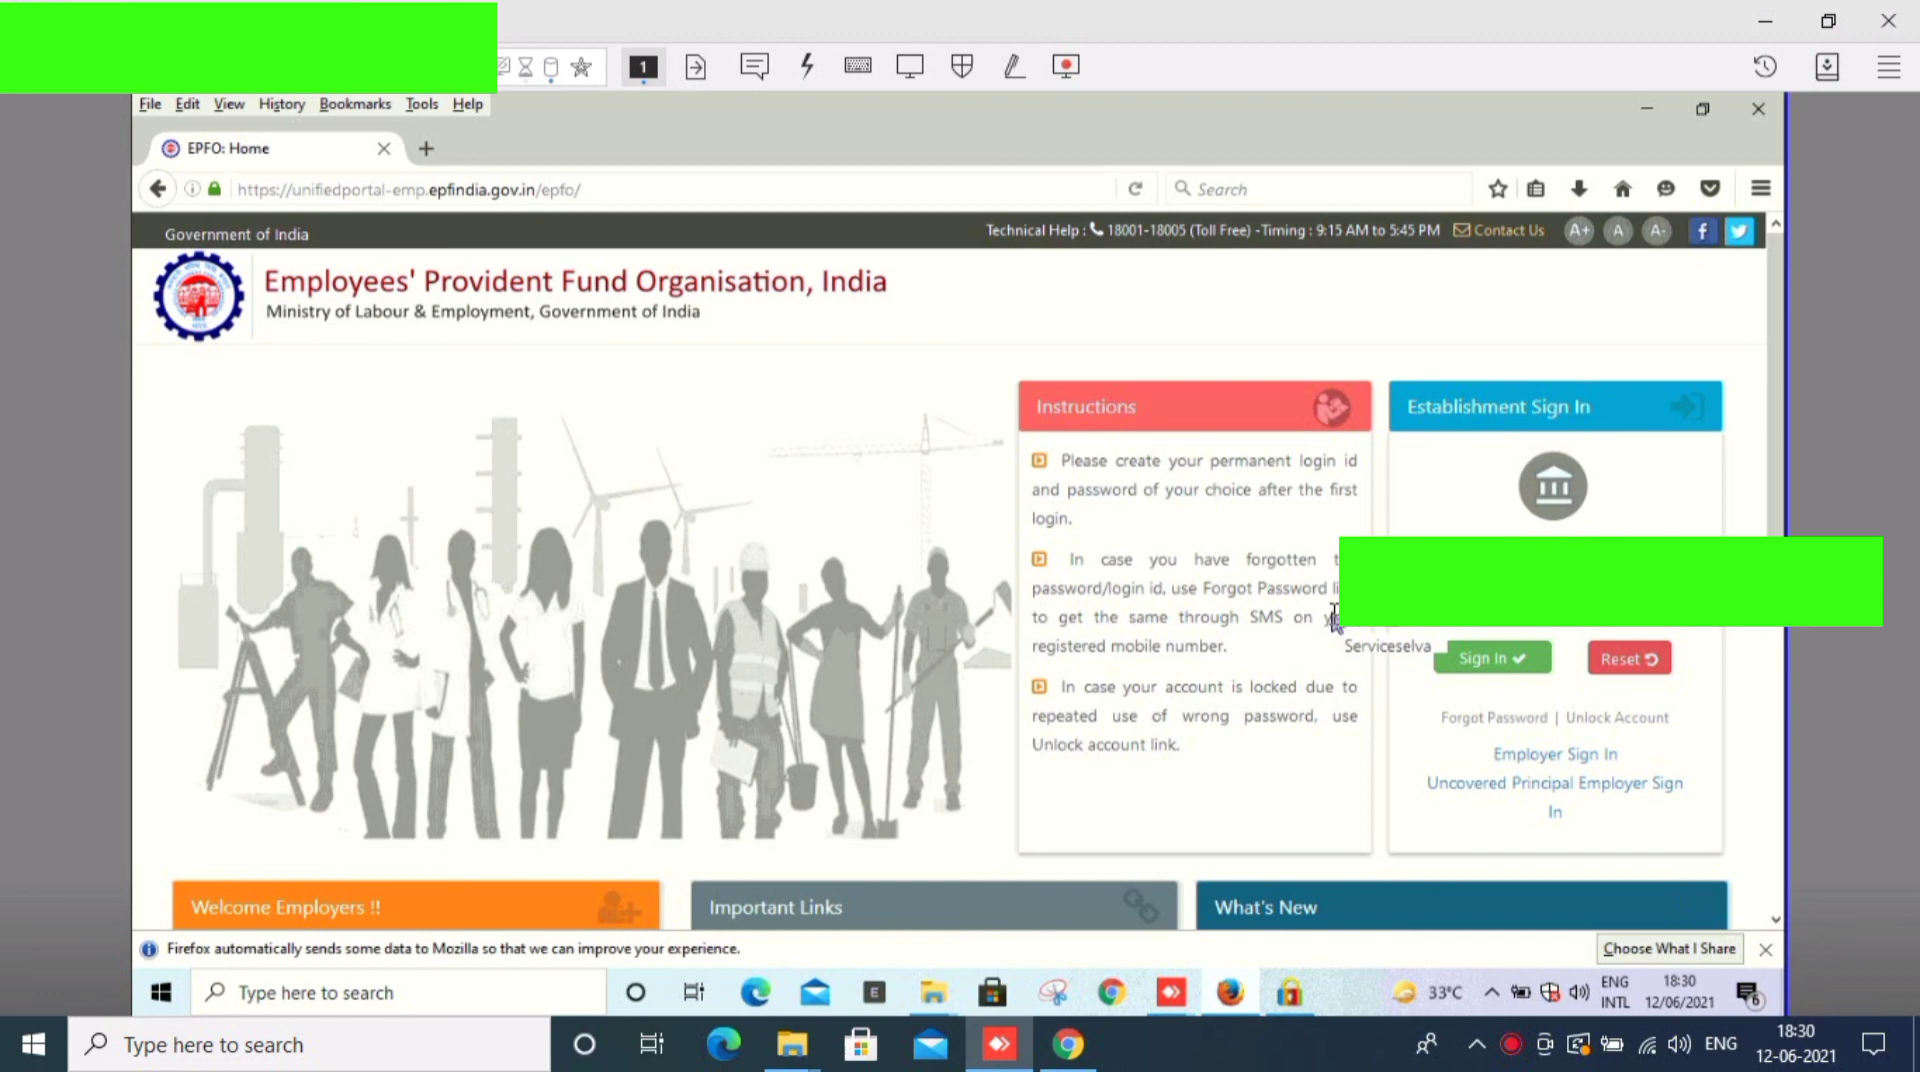 1
File Edit View History Bookmarks Tools Help
EPFO: Home
https://unifiedportal-emp.epfindia.gov.in/epfo/
Search
Government of India
Technical Help : 18001-18005 (Toll Free) -Timing : 9:15 AM to 5:45 PM Contact Us A+ A A-
Employees' Provident Fund Organisation, India
Ministry of Labour & Employment, Government of India
Instructions
Please create your permanent login id
and password of your choice after the first
login.
In case you have forgotten
password/login id, use Forgot Password
to get the same through SMS on
registered mobile number.
In case your account is locked due to
repeated use of wrong password, use
Unlock account link.
Establishment Sign In
Serviceselva
Sign In Reset
Forgot Password | Unlock Account
Employer Sign In
Uncovered Principal Employer Sign
In
Welcome Employers !!
Important Links
What's New
Firefox automatically sends some data to Mozilla so that we can improve your experience.
Choose What I Share
Type here to search
E
33°C
ENG
INTL
18:30
12/06/2021
6
Type here to search
ENG
18:30
12-06-2021